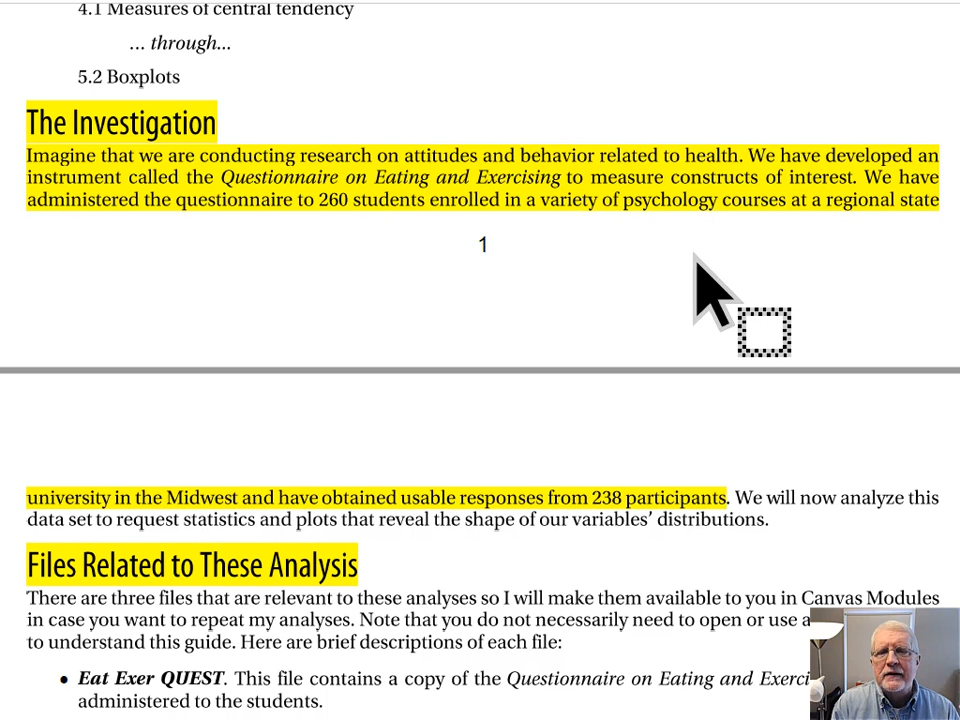 4.1 Measures of central tendency
... through...
5.2 Boxplots
The Investigation
Imagine that we are conducting research on attitudes and behavior related to health. We have developed an
instrument called the Questionnaire on Eating and Exercising to measure constructs of interest. We have
administered the questionnaire to 260 students enrolled in a variety of psychology courses at a regional state
1
university in the Midwest and have obtained usable responses from 238 participants. We will now analyze this
data set to request statistics and plots that reveal the shape of our variables’ distributions.
Files Related to These Analysis
There are three files that are relevant to these analyses so I will make them available to you in Canvas Modules
in case you want to repeat my analyses. Note that you do not necessarily need to open or use
to understand this guide. Here are brief descriptions of each file:
• Eat Exer QUEST. This file contains a copy of the Questionnaire on Eating and
administered to the students.